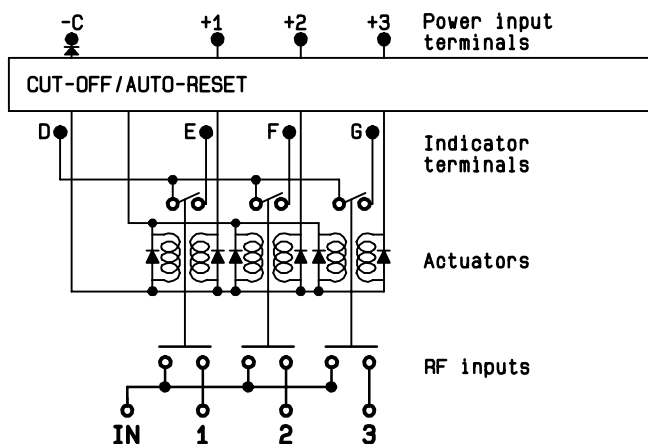 -C +1 +2 +3 Power input
terminals
CUT-OFF/AUTO-RESET
D E F G Indicator
terminals
Actuators
RF inputs
IN 1 2 3